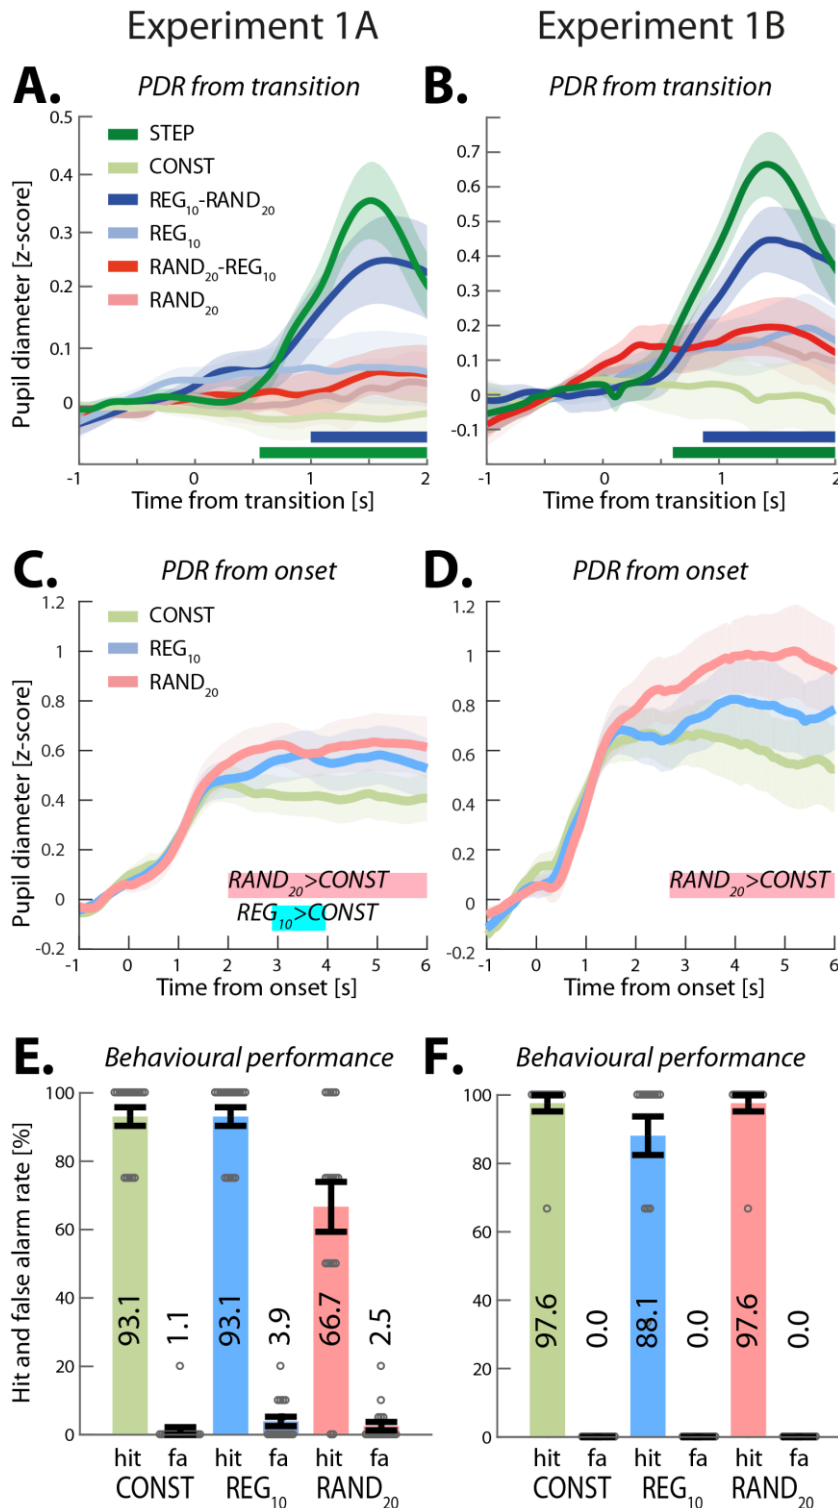 Experiment 1A
Experiment 1B
A.
PDR from transition
B.
PDR from transition
Pupil diameter [z-score]
0.5
0.4
0.3
0.2
0.1
0
STEP
CONST
REG10-RAND20
REG10
RAND20-REG10
RAND20
-1 0 1 2
Time from transition [s]
0.7
0.6
0.5
0.4
0.3
0.2
0.1
0
-0.1
-1 0 1 2
Time from transition [s]
C.
PDR from onset
D.
PDR from onset
Pupil diameter [z-score]
1.2
1
0.8
0.6
0.4
0.2
0
-0.2
CONST
REG10
RAND20
RAND20>CONST
REG10>CONST
-1 0 1 2 3 4 5 6
Time from onset [s]
1.2
1
0.8
0.6
0.4
0.2
0
-0.2
RAND20>CONST
-1 0 1 2 3 4 5 6
Time from onset [s]
E.
Behavioural performance
F.
Behavioural performance
Hit and false alarm rate [%]
100
80
60
40
20
0
93.1
1.1
93.1
3.9
66.7
2.5
hit fa hit fa hit fa
CONST REG10 RAND20
100
80
60
40
20
0
97.6
0.0
88.1
0.0
97.6
0.0
hit fa hit fa hit fa
CONST REG10 RAND20